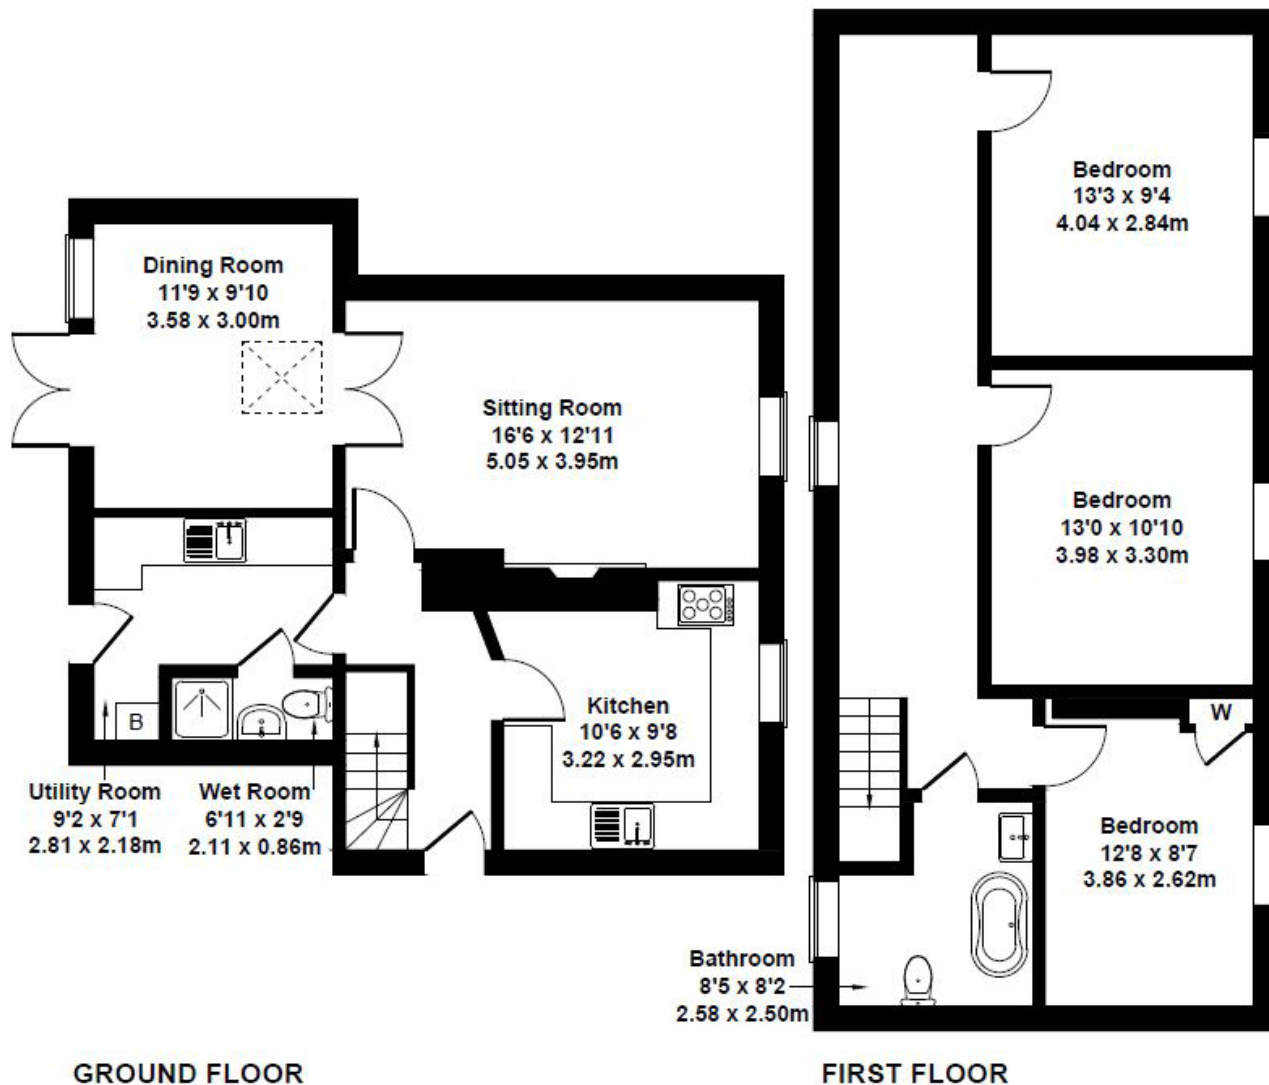 Dining Room
11'9 x 9'10
3.58 x 3.00m
Sitting Room
16'6 x 12'11
5.05 x 3.95m
Kitchen
10'6 x 9'8
3.22 x 2.95m
B
Utility Room
9'2 x 7'1
2.81 x 2.18m
Wet Room
6'11 x 2'9
2.11 x 0.86m
GROUND FLOOR
Bedroom
13'3 x 9'4
4.04 x 2.84m
Bedroom
13'0 x 10'10
3.98 x 3.30m
W
Bedroom
12'8 x 8'7
3.86 x 2.62m
Bathroom
8'5 x 8'2
2.58 x 2.50m
FIRST FLOOR